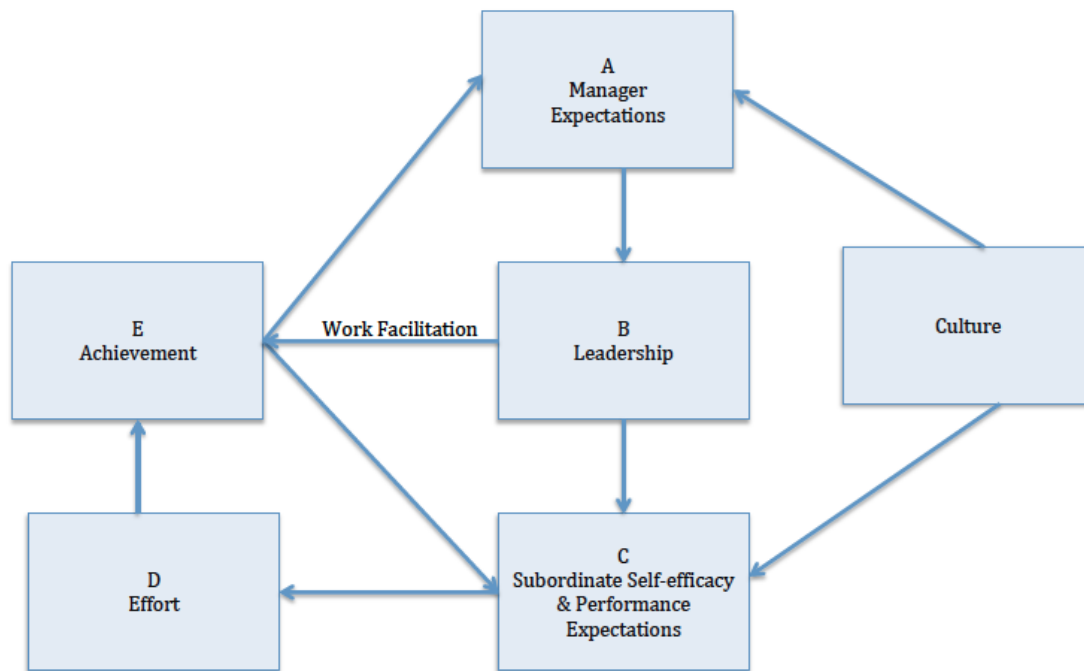 A
Manager
Expectations
E
Achievement
Work Facilitation
B
Leadership
Culture
D
Effort
C
Subordinate Self-efficacy
& Performance
Expectations